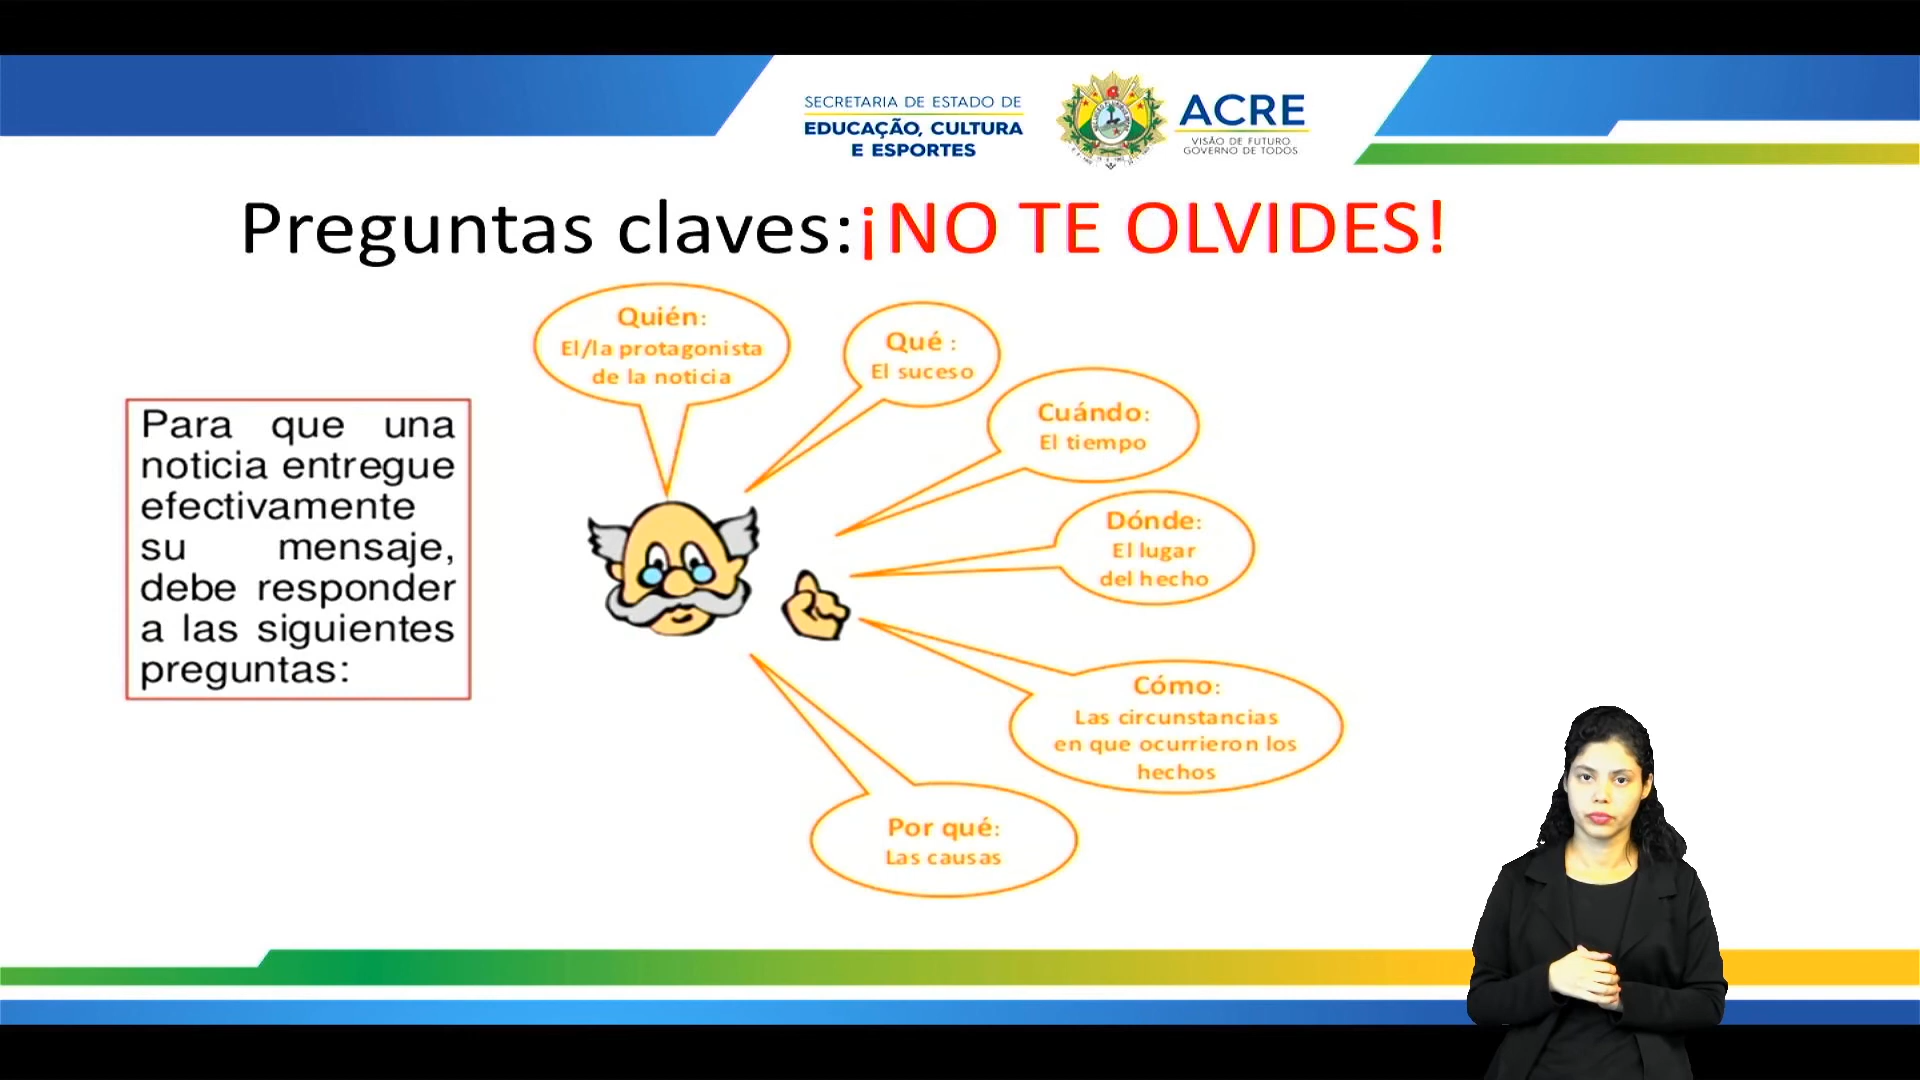 SECRETARIA DE ESTADO DE
EDUCAÇÃO, CULTURA
E ESPORTES
ACRE
VISÃO DE FUTURO
GOVERNO DE TODOS
Preguntas claves:¡NO TE OLVIDES!
Para que una
noticia entregue
efectivamente
su mensaje,
debe responder
a las siguientes
preguntas:
Quién:
El/la protagonista
de la noticia
Qué :
El suceso
Cuándo:
El tiempo
Dónde:
El lugar
del hecho
Cómo:
Las circunstancias
en que ocurrieron los
hechos
Por qué:
Las causas